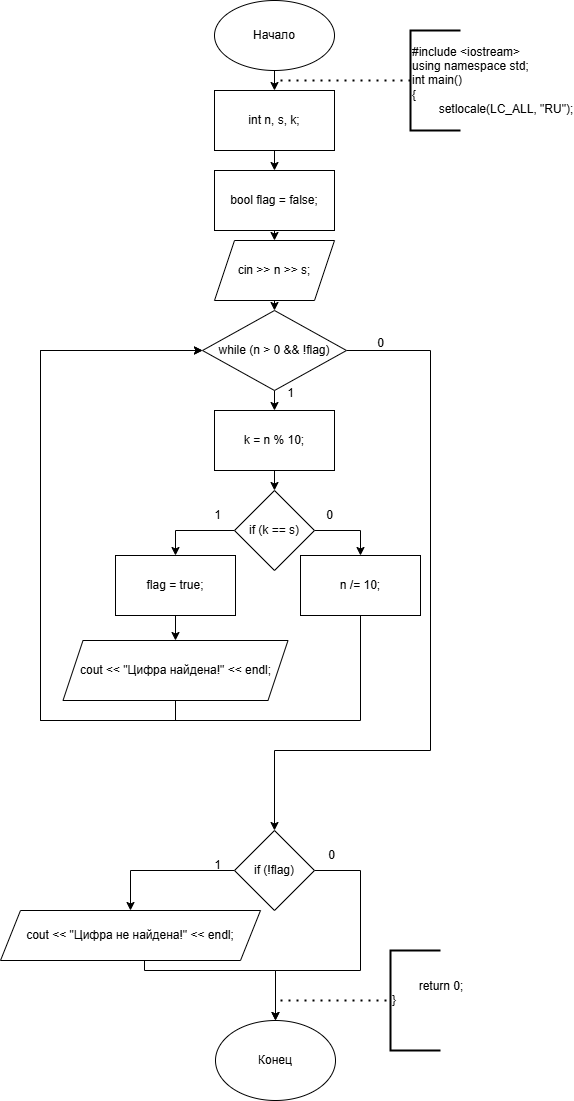 Начало
#include <iostream>
using namespace std;
int main()
{
setlocale(LC_ALL, "RU");
int n, s, k;
bool flag = false;
cin >> n >> s;
while (n > 0 && !flag)
0
1
k = n % 10;
1
if (k == s)
0
flag = true;
n /= 10;
cout << "Цифра найдена!" << endl;
1
if (!flag)
0
cout << "Цифра не найдена!" << endl;
return 0;
}
Конец